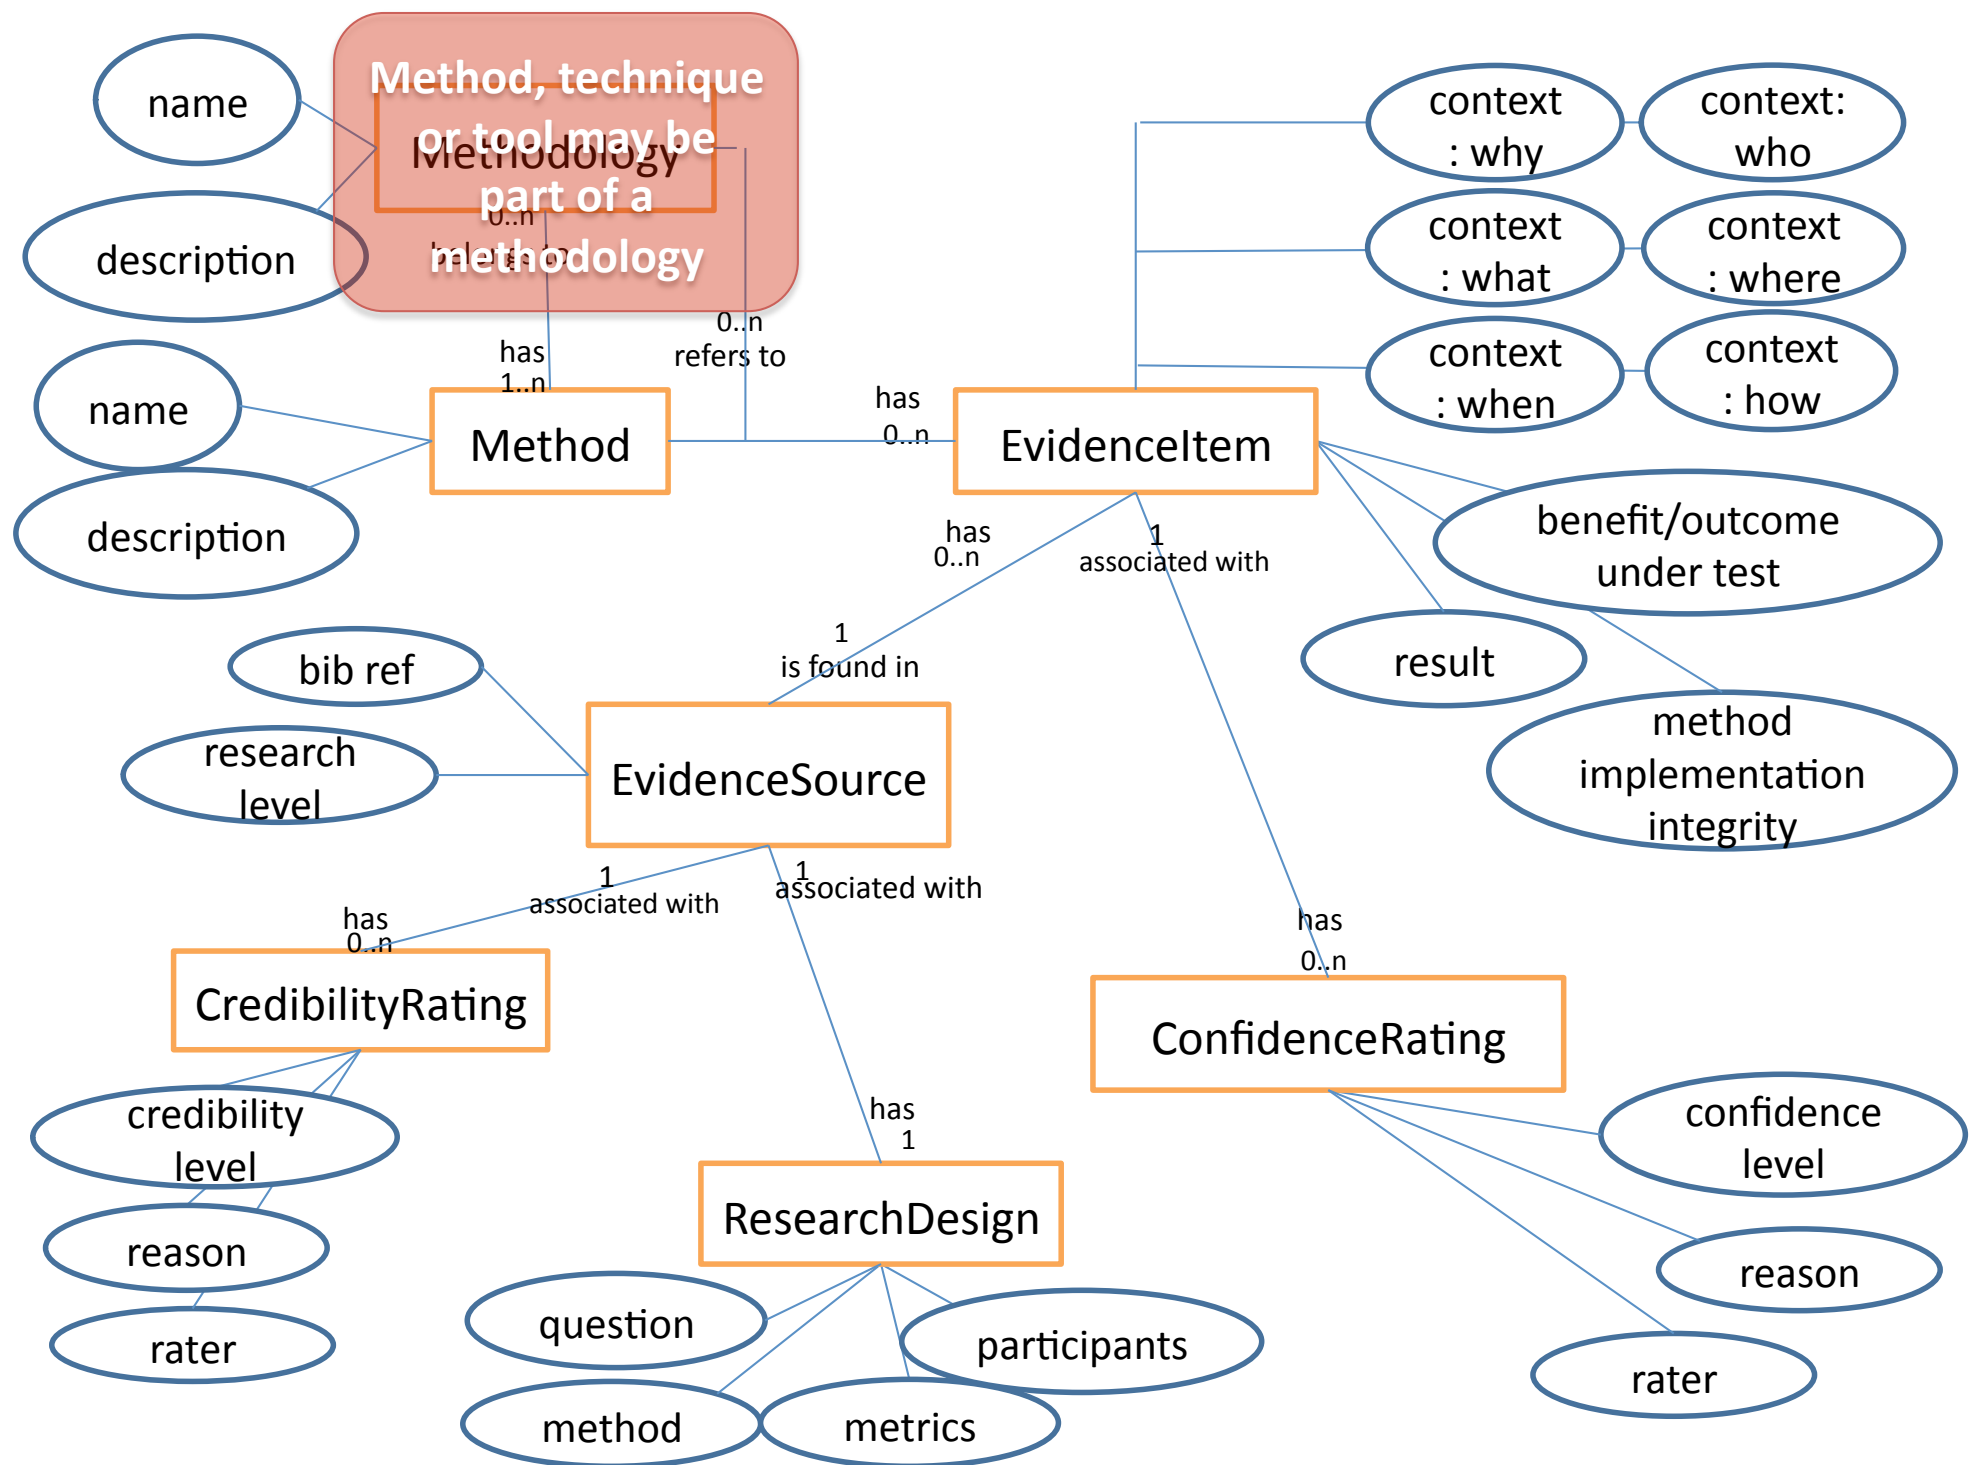 name
Method, technique
or tool may be
part of a
methodology
Methodology
0..n
belongs to
description
has
1..n
0..n
refers to
name
description
Method
has
0..n
EvidenceItem
context
: why
context:
who
context
: what
context
: where
context
: when
context
: how
benefit/outcome
under test
result
method
implementation
integrity
has
0..n
1
associated with
1
is found in
bib ref
research
level
EvidenceSource
1
associated with
1
associated with
has
0..n
CredibilityRating
credibility
level
reason
rater
has
1
ResearchDesign
question
participants
method
metrics
has
0..n
ConfidenceRating
confidence
level
reason
rater